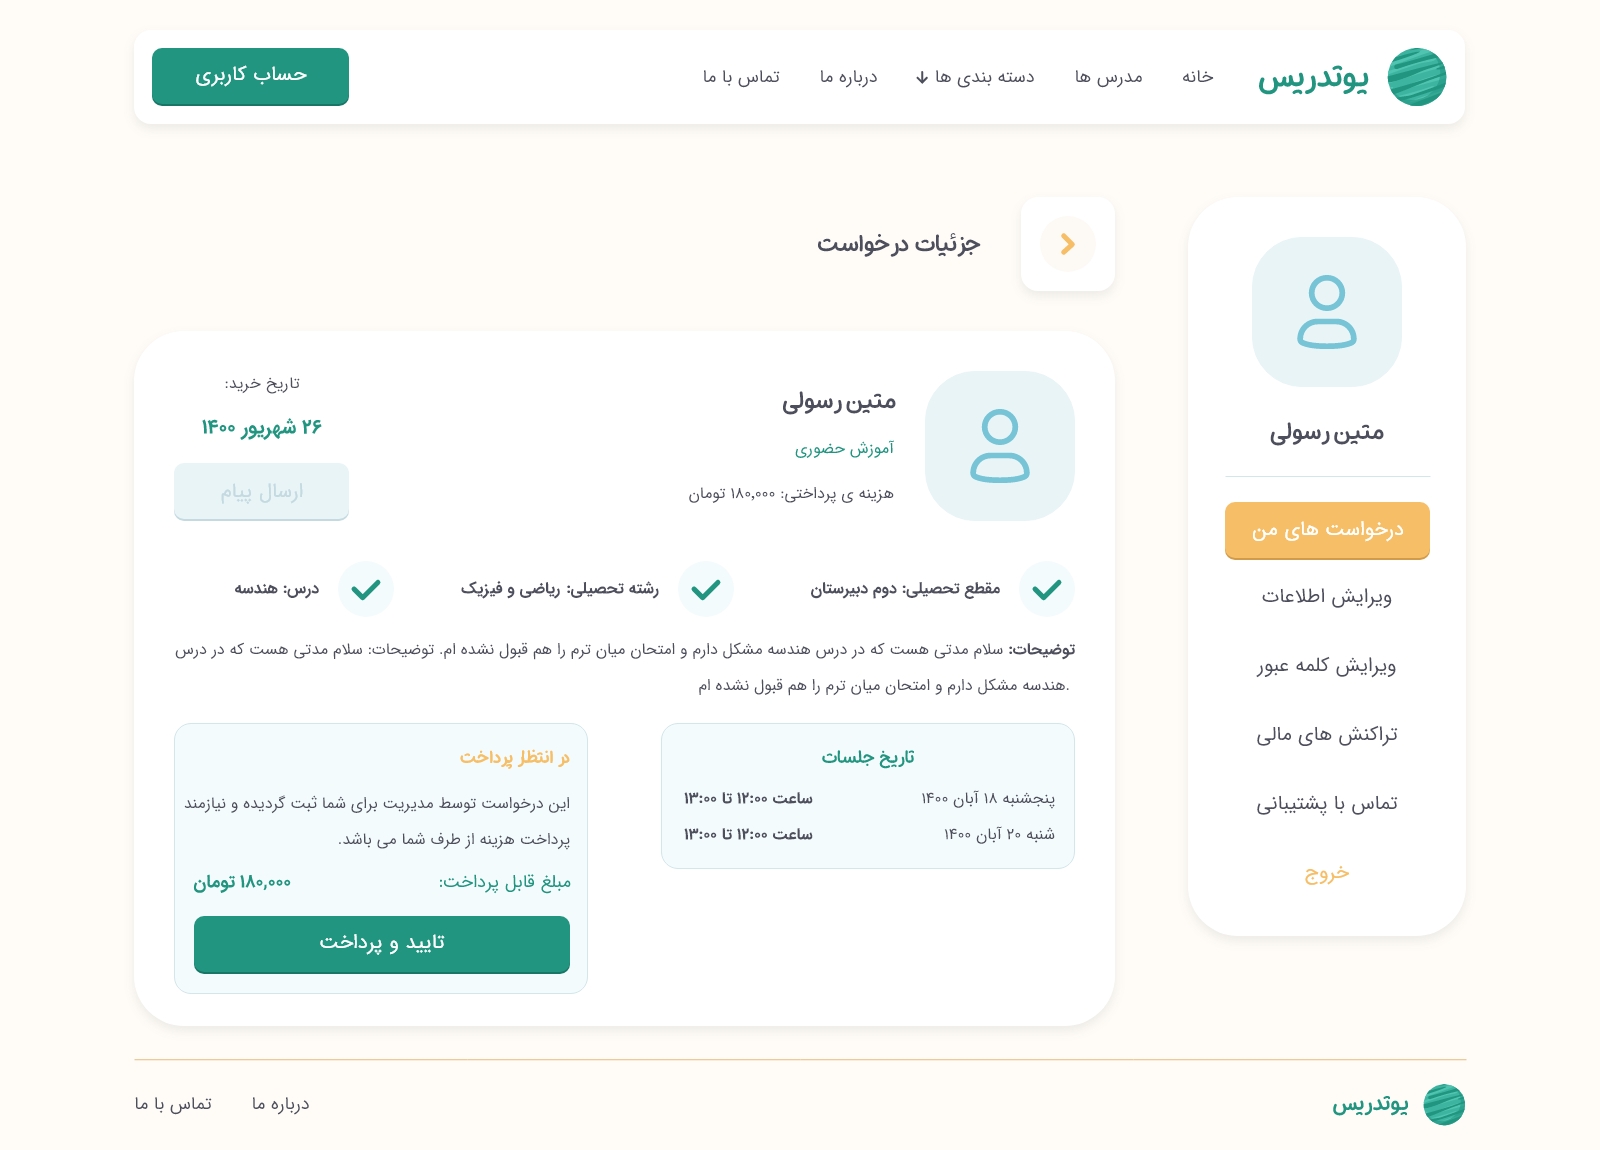 یوتدریس
خانه
مدرس ها
دسته بندی ها
درباره ما
تماس با ما
حساب کاربری
متین رسولی
درخواست های من
ویرایش اطلاعات
ویرایش کلمه عبور
تراکنش های مالی
تماس با پشتیبانی
خروج
جزئیات درخواست
متین رسولی
آموزش حضوری
هزینه ی پرداختی: ۱۸۰,۰۰۰ تومان
تاریخ خرید:
۲۶ شهریور ۱۴۰۰
ارسال پیام
مقطع تحصیلی: دوم دبیرستان
رشته تحصیلی: ریاضی و فیزیک
درس: هندسه
توضیحات: سلام مدتی هست که در درس هندسه مشکل دارم و امتحان میان ترم را هم قبول نشده ام. توضیحات: سلام مدتی هست که در درس
.هندسه مشکل دارم و امتحان میان ترم را هم قبول نشده ام
تاریخ جلسات
پنجشنبه ۱۸ آبان ۱۴۰۰ ساعت ۱۲:۰۰ تا ۱۳:۰۰
شنبه ۲۰ آبان ۱۴۰۰ ساعت ۱۲:۰۰ تا ۱۳:۰۰
در انتظار پرداخت
این درخواست توسط مدیریت برای شما ثبت گردیده و نیازمند
پرداخت هزینه از طرف شما می باشد.
مبلغ قابل پرداخت: ۱۸۰,۰۰۰ تومان
تایید و پرداخت
یوتدریس
درباره ما
تماس با ما